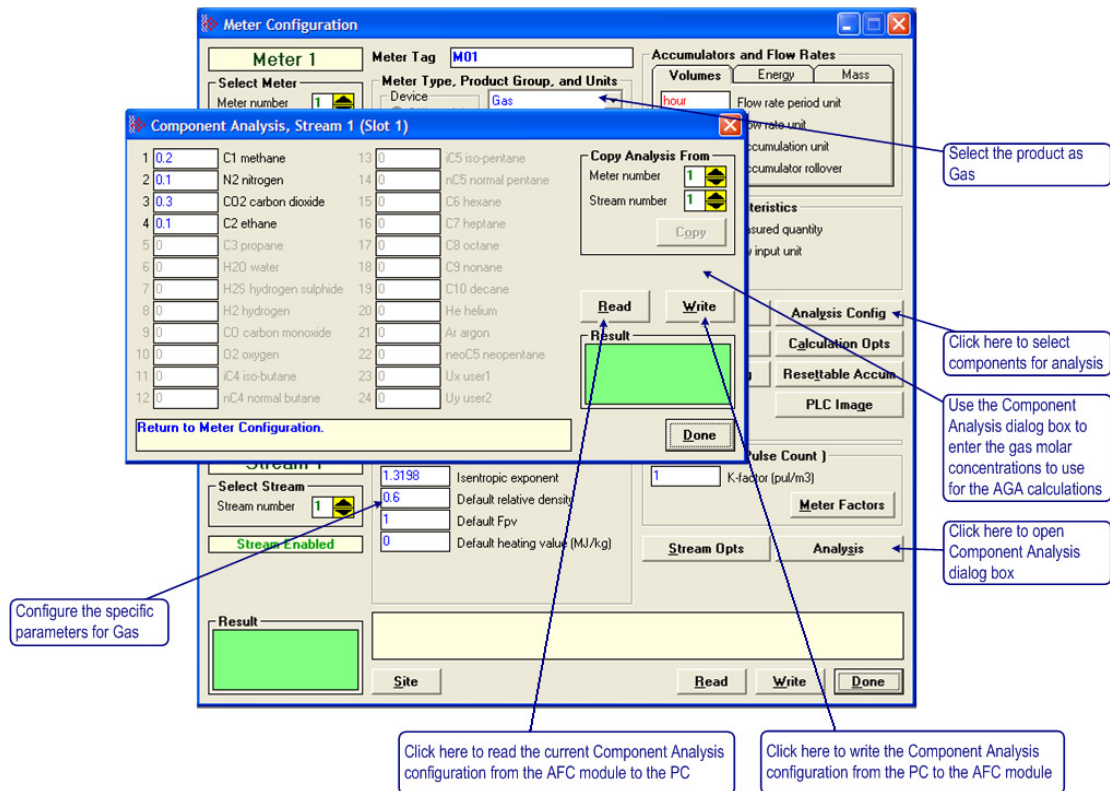 Meter Configuration
Meter 1
Meter Tag M01
Accumulators and Flow Rates
Volumes Energy Mass
Select Meter
Meter number 1
Meter Type, Product Group, and Units
Device
Gas
hour Flow rate period unit
rate unit
accumulator rollover
Select the product as
Gas
Component Analysis, Stream 1 (Slot 1)
1 0.2 C1 methane
2 0.1 N2 nitrogen
3 0.3 CO2 carbon dioxide
4 0.1 C2 ethane
5 0 C3 propane
6 0 H2O water
7 0 H2S hydrogen sulphide
8 0 H2 hydrogen
9 0 CO carbon monoxide
10 0 O2 oxygen
11 0 iC4 iso-butane
12 0 nC4 normal butane
13 0 iC5 iso-pentane
14 0 nC5 normal pentane
15 0 C6 hexane
16 0 C7 heptane
17 0 C8 octane
18 0 C9 nonane
19 0 C10 decane
20 0 He helium
21 0 Ar argon
22 0 neoC5 neopentane
23 0 Ux user1
24 0 Uy user2
Copy Analysis From
Meter number 1
Stream number 1
Copy
Read Write
Result
Return to Meter Configuration.
Done
quantity
input unit
Analysis Config
Calculation Opts
Resettable Accum
PLC Image
Click here to select
components for analysis
Use the Component
Analysis dialog box to
enter the gas molar
concentrations to use
for the AGA calculations
Stream 1
Select Stream
Stream number 1
Stream Enabled
1.3198 Isentropic exponent
0.6 Default relative density
1 Default Fpv
0 Default heating value (MJ/kg)
Pulse Count )
1 K-factor (pul/m3)
Meter Factors
Stream Opts Analysis
Click here to open
Component Analysis
dialog box
Configure the specific
parameters for Gas
Result
Site Read Write Done
Click here to read the current Component Analysis
configuration from the AFC module to the PC
Click here to write the Component Analysis
configuration from the PC to the AFC module